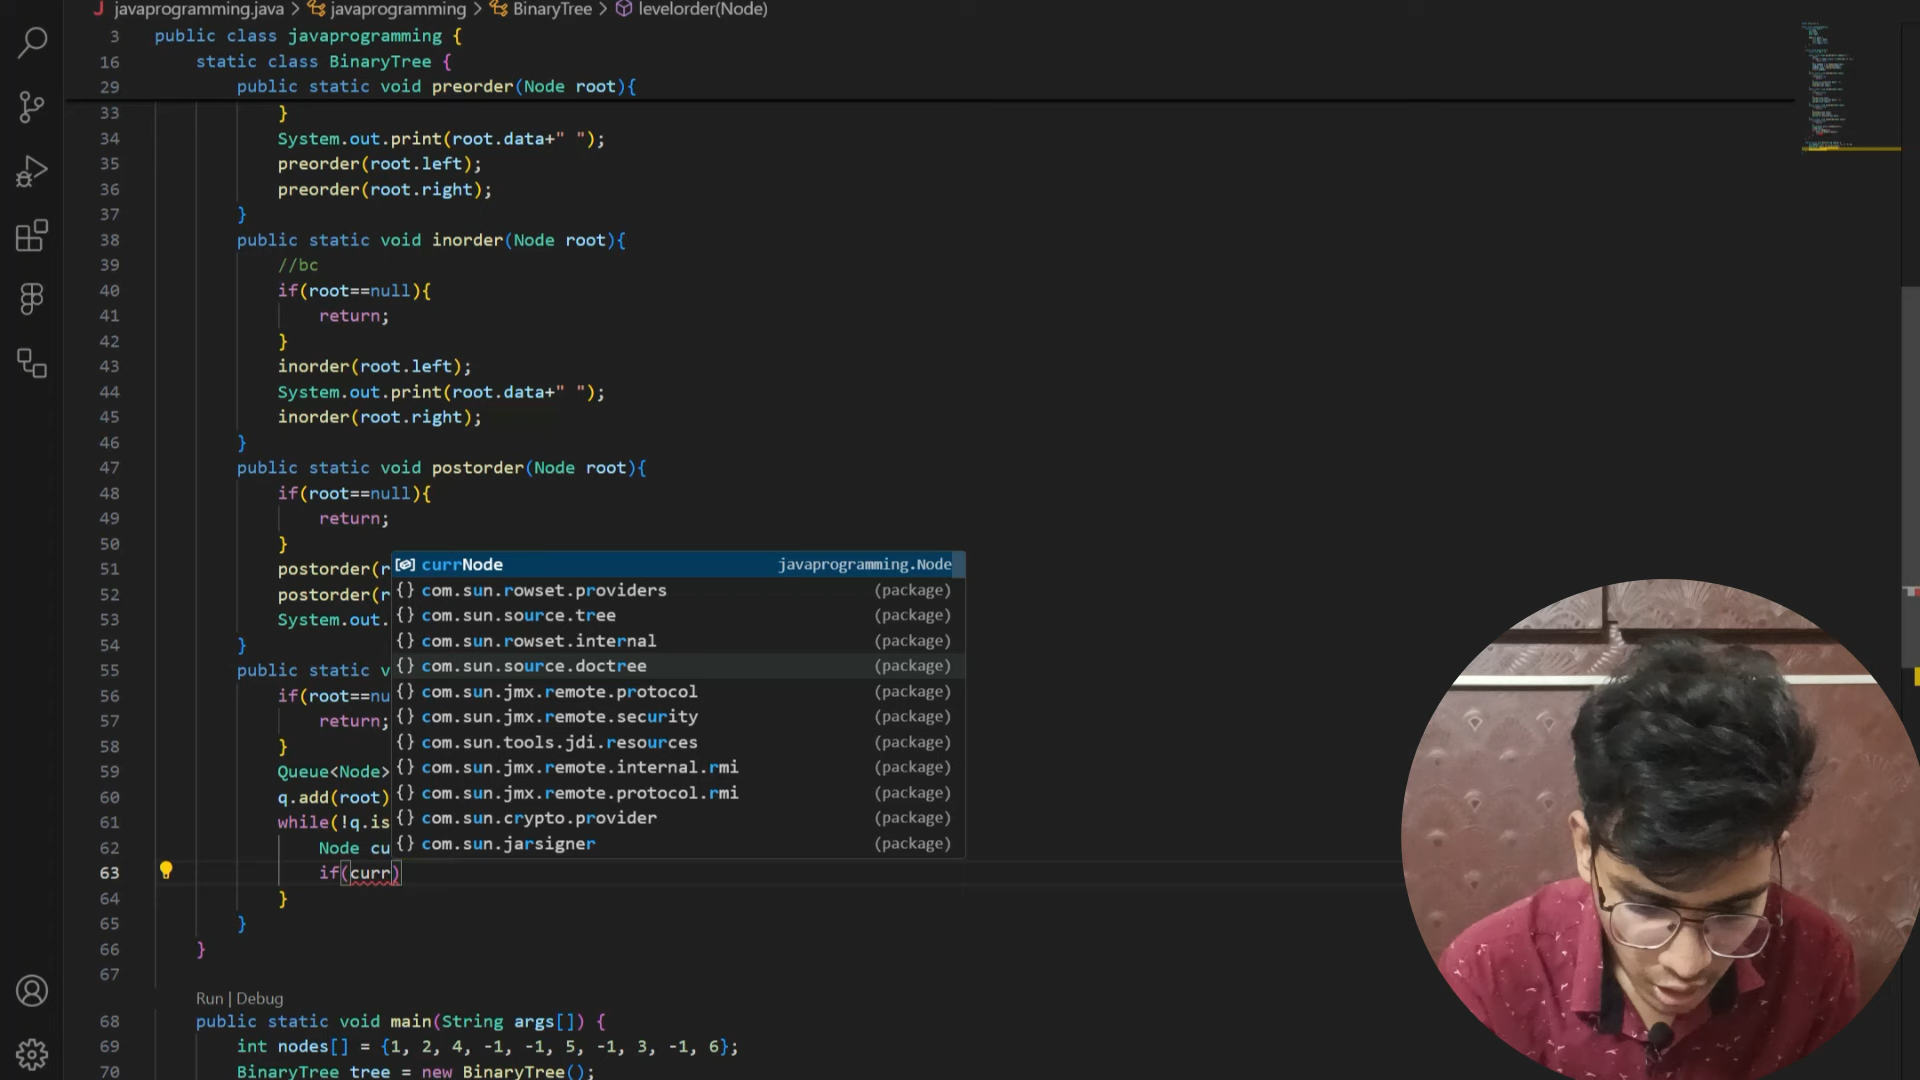 javaprogramming.java > javaprogramming > BinaryTree > levelorder(Node)
3 public class javaprogramming {
16 static class BinaryTree {
29 public static void preorder(Node root){
33 }
34 System.out.print(root.data+" ");
35 preorder(root.left);
36 preorder(root.right);
37 }
38 public static void inorder(Node root){
39 //bc
40 if(root==null){
41 return;
42 }
43 inorder(root.left);
44 System.out.print(root.data+" ");
45 inorder(root.right);
46 }
47 public static void postorder(Node root){
48 if(root==null){
49 return;
50 }
51 postorder(r
52 postorder(r
53 System.out.
54 }
55 public static v
56 if(root==nu
57 return;
58 }
59 Queue<Node>
60 q.add(root)
61 while(!q.is
62 Node cu
63 if(curr)
64 }
65 }
66 }
67
currNode javaprogramming.Node
{} com.sun.rowset.providers (package)
{} com.sun.source.tree (package)
{} com.sun.rowset.internal (package)
{} com.sun.source.doctree (package)
{} com.sun.jmx.remote.protocol (package)
{} com.sun.jmx.remote.security (package)
{} com.sun.tools.jdi.resources (package)
{} com.sun.jmx.remote.internal.rmi (package)
{} com.sun.jmx.remote.protocol.rmi (package)
{} com.sun.crypto.provider (package)
{} com.sun.jarsigner (package)
Run | Debug
68 public static void main(String args[]) {
69 int nodes[] = {1, 2, 4, -1, -1, 5, -1, 3, -1, 6};
70 BinaryTree tree = new BinaryTree();